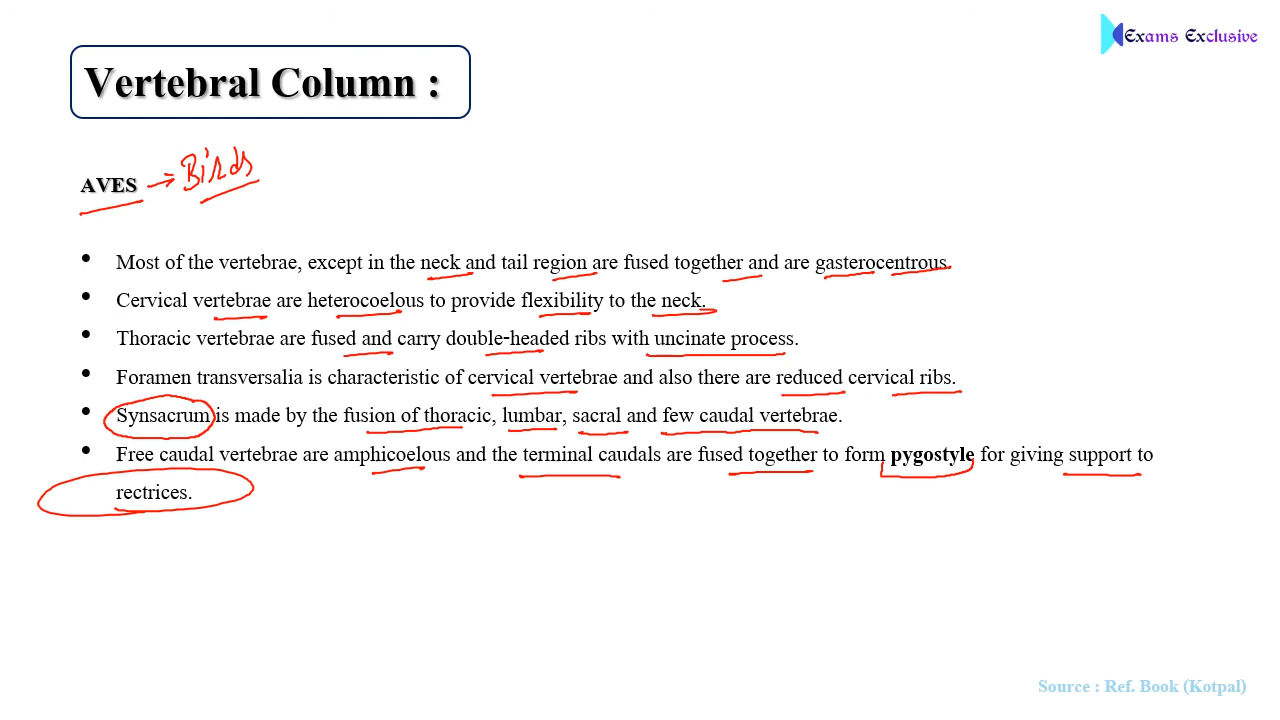 Exams Exclusive
Vertebral Column :
AVES → Birds
• Most of the vertebrae, except in the neck and tail region are fused together and are gasterocentrous.
• Cervical vertebrae are heterocoelous to provide flexibility to the neck.
• Thoracic vertebrae are fused and carry double-headed ribs with uncinate process.
• Foramen transversalia is characteristic of cervical vertebrae and also there are reduced cervical ribs.
• Synsacrum is made by the fusion of thoracic, lumbar, sacral and few caudal vertebrae.
• Free caudal vertebrae are amphicoelous and the terminal caudals are fused together to form pygostyle for giving support to
rectrices.
Source : Ref. Book (Kotpal)